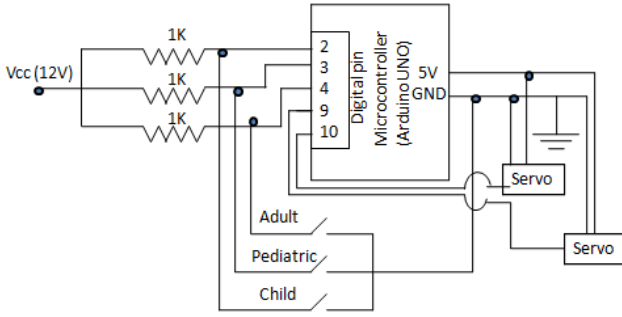 1K
Vcc (12V)
1K
1K
2
3
4
9
10
Digital pin
Microcontroller
(Arduino UNO)
5V
GND
Servo
Servo
Adult
Pediatric
Child